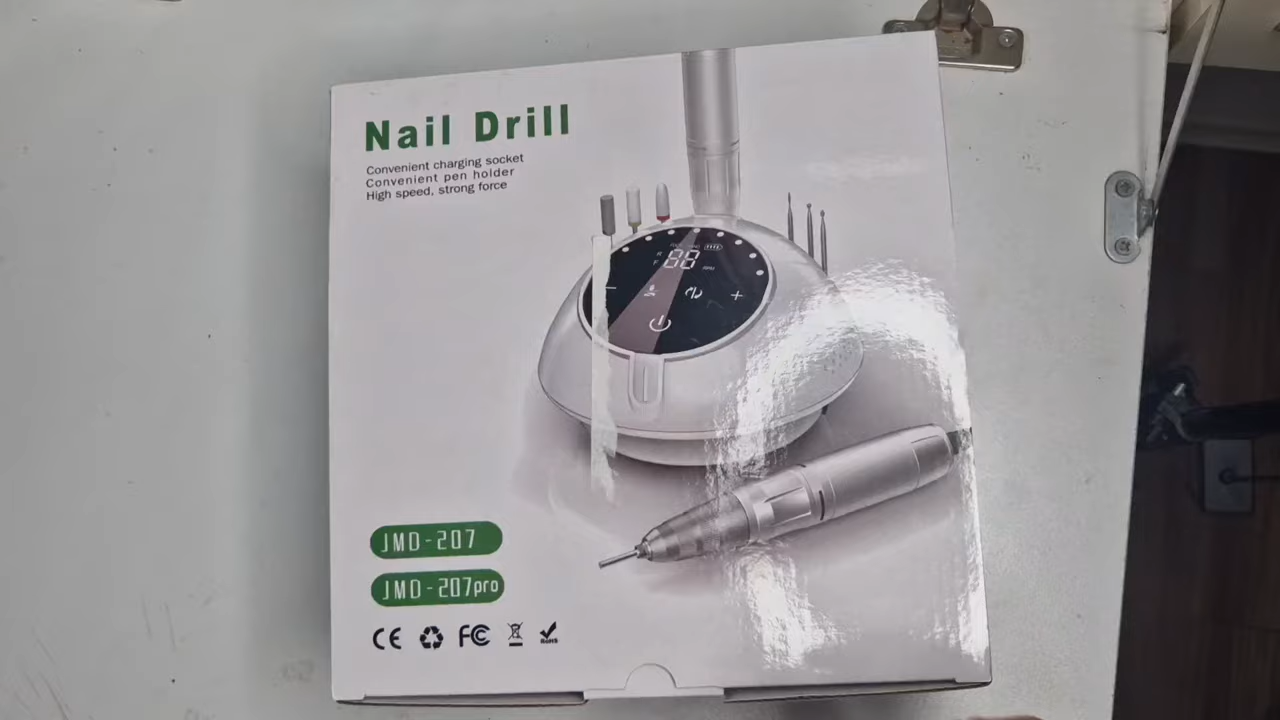 Nail Drill
Convenient charging socket
Convenient pen holder
High speed, strong force
88
JMD-207
JMD-207pro
CE
FC
RoHS